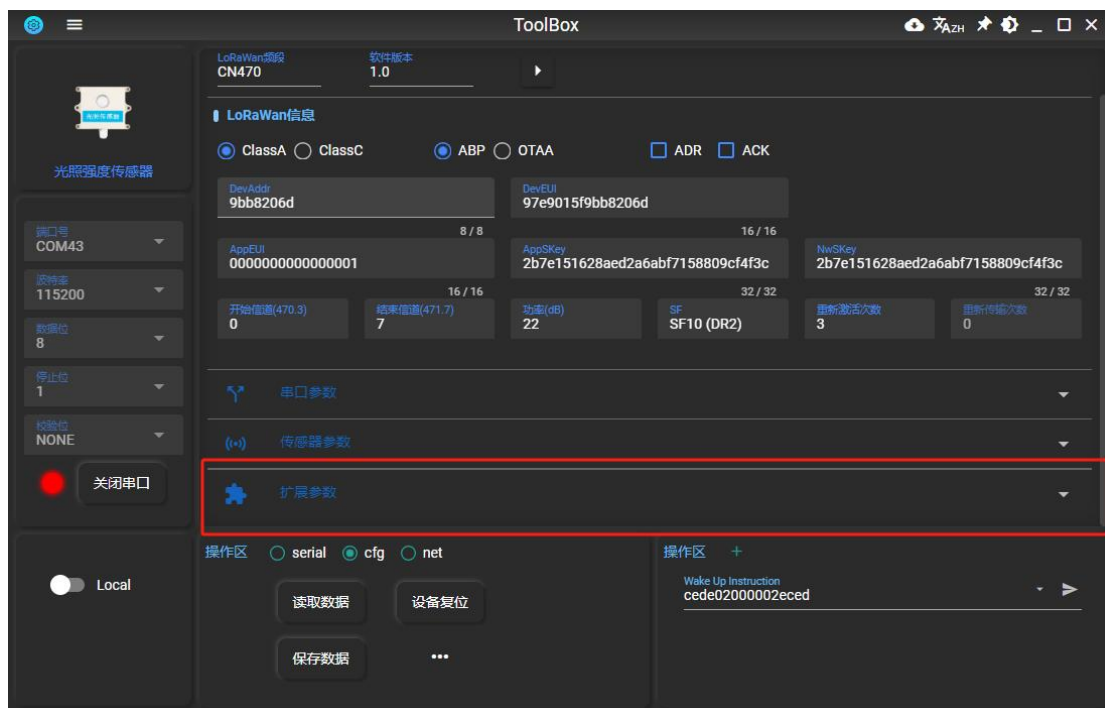 ToolBox
ZH
光照强度传感器
端口号
COM43
波特率
115200
数据位
8
停止位
1
校验位
NONE
关闭串口
Local
LoRaWan频段
CN470
软件版本
1.0
LoRaWan信息
ClassA ClassC ABP OTAA ADR ACK
DevAddr
9bb8206d
8 / 8
DevEUI
97e9015f9bb8206d
16 / 16
AppEUI
0000000000000001
16 / 16
AppSKey
2b7e151628aed2a6abf7158809cf4f3c
32 / 32
NwSKey
2b7e151628aed2a6abf7158809cf4f3c
32 / 32
开始信道(470.3)
0
结束信道(471.7)
7
功率(dB)
22
SF
SF10 (DR2)
重新激活次数
3
重新传输次数
0
串口参数
传感器参数
扩展参数
操作区 serial cfg net
读取数据 设备复位
保存数据
操作区
Wake Up Instruction
cede02000002eced